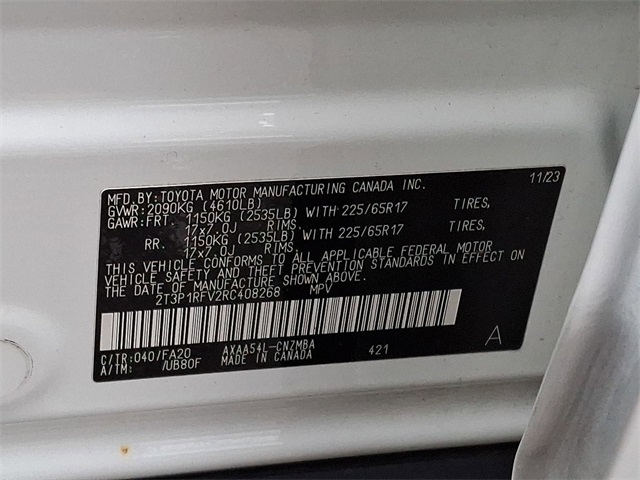 MFD.BY:TOYOTA MOTOR MANUFACTURING CANADA INC. 11/23
GVWR:2090KG (4610LB)
GAWR:FRT. 1150KG (2535LB) WITH 225/65R17 TIRES,
17x7.0J RIMS.
RR. 1150KG (2535LB) WITH 225/65R17 TIRES,
17x7.0J RIMS.
THIS VEHICLE CONFORMS TO ALL APPLICABLE FEDERAL MOTOR
VEHICLE SAFETY AND THEFT PREVENTION STANDARDS IN EFFECT ON
THE DATE OF MANUFACTURE SHOWN ABOVE.
2T3P1RFV2RC408268 MPV
C/TR:040/FA20 AXAA54L-CNZMBA 421 A
A/TM: /UB80F MADE IN CANADA